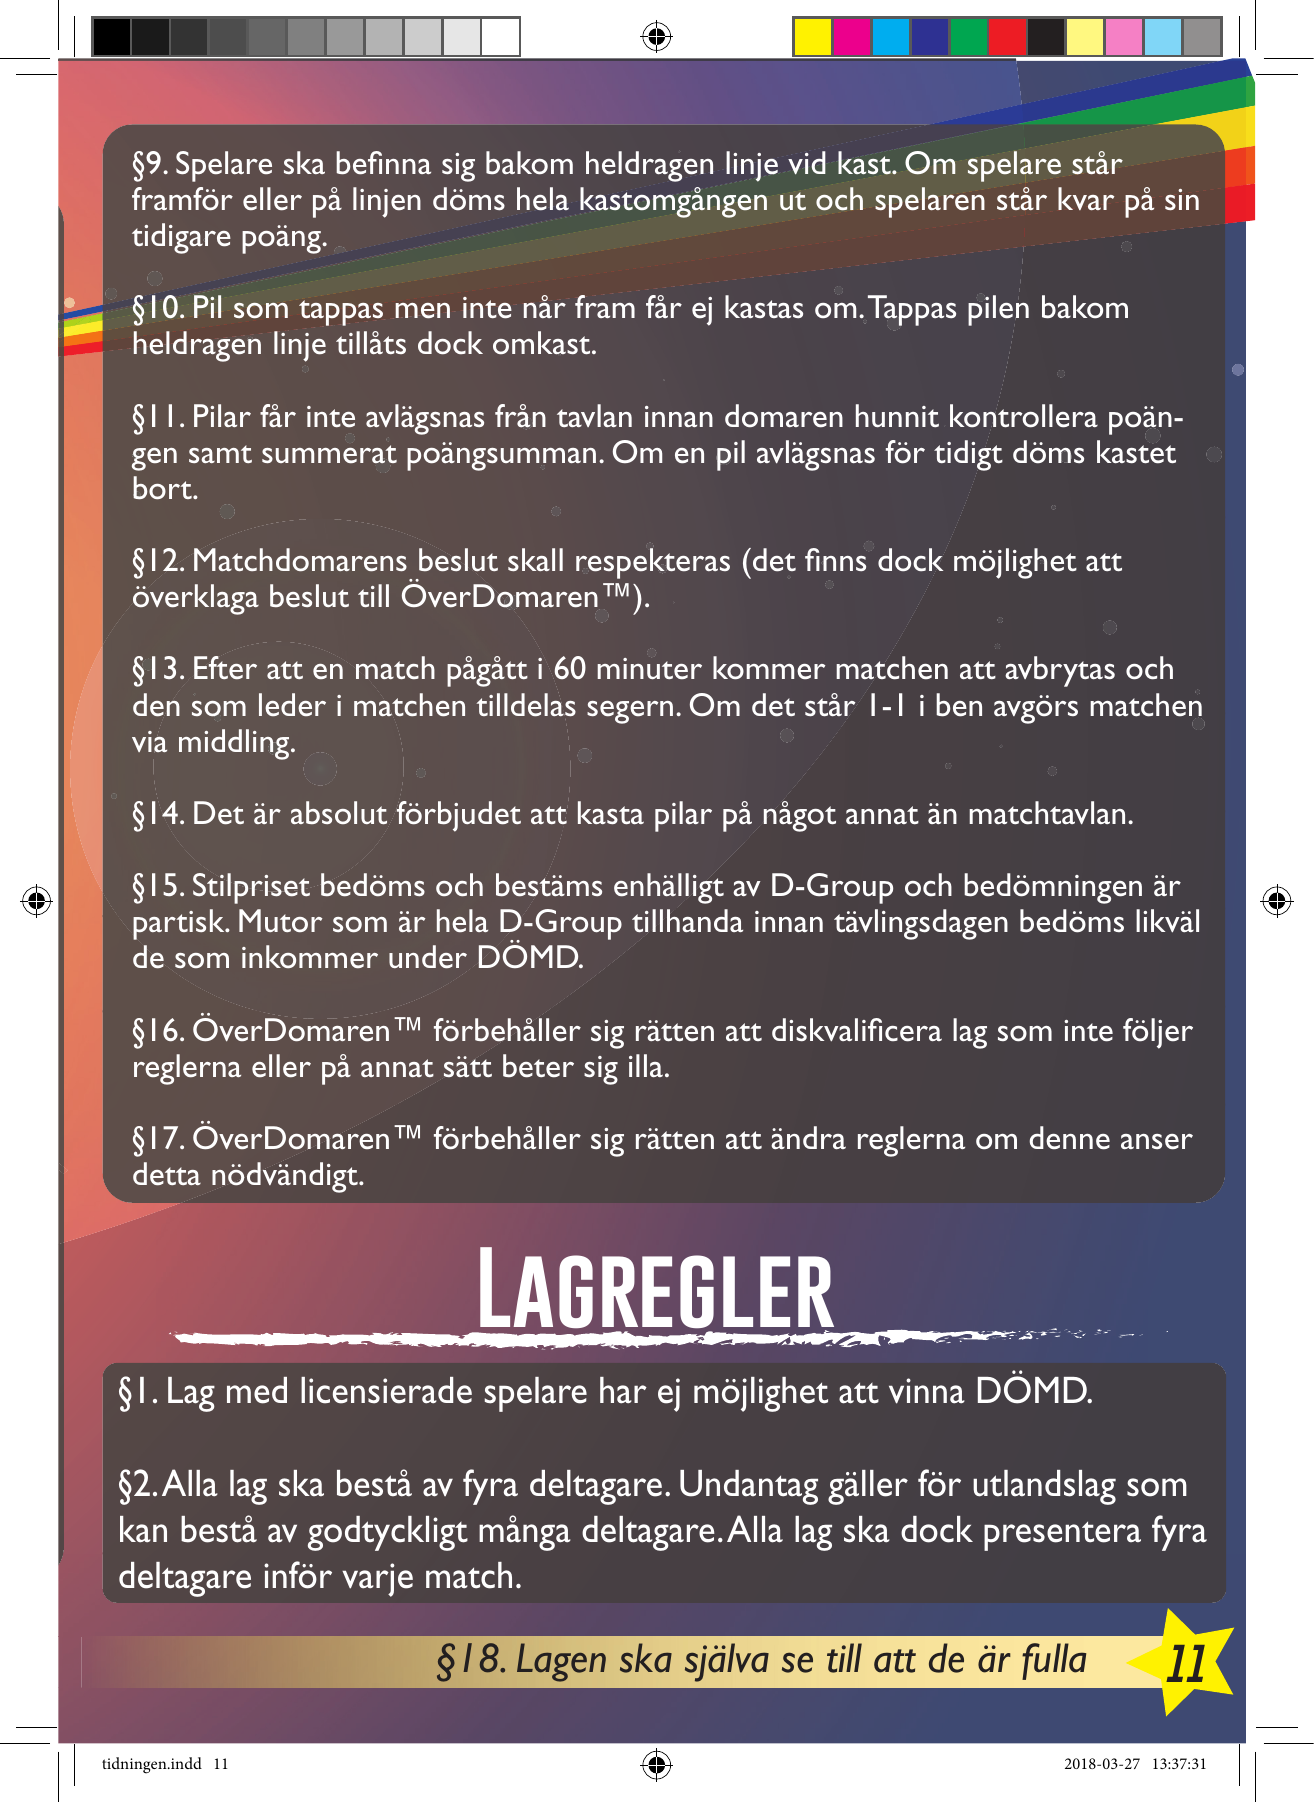 §9. Spelare ska befinna sig bakom heldragen linje vid kast. Om spelare står
framför eller på linjen döms hela kastomgången ut och spelaren står kvar på sin
tidigare poäng.
§10. Pil som tappas men inte når fram får ej kastas om. Tappas pilen bakom
heldragen linje tillåts dock omkast.
§11. Pilar får inte avlägsnas från tavlan innan domaren hunnit kontrollera poän-
gen samt summerat poängsumman. Om en pil avlägsnas för tidigt döms kastet
bort.
§12. Matchdomarens beslut skall respekteras (det finns dock möjlighet att
överklaga beslut till ÖverDomaren™).
§13. Efter att en match pågått i 60 minuter kommer matchen att avbrytas och
den som leder i matchen tilldelas segern. Om det står 1-1 i ben avgörs matchen
via middling.
§14. Det är absolut förbjudet att kasta pilar på något annat än matchtavlan.
§15. Stilpriset bedöms och bestäms enhälligt av D-Group och bedömningen är
partisk. Mutor som är hela D-Group tillhanda innan tävlingsdagen bedöms likväl
de som inkommer under DÖMD.
§16. ÖverDomaren™ förbehåller sig rätten att diskvalificera lag som inte följer
reglerna eller på annat sätt beter sig illa.
§17. ÖverDomaren™ förbehåller sig rätten att ändra reglerna om denne anser
detta nödvändigt.
LAGREGLER
§1. Lag med licensierade spelare har ej möjlighet att vinna DÖMD.
§2. Alla lag ska bestå av fyra deltagare. Undantag gäller för utlandslag som
kan bestå av godtyckligt många deltagare. Alla lag ska dock presentera fyra
deltagare inför varje match.
§18. Lagen ska själva se till att de är fulla
11
tidningen.indd 11
2018-03-27 13:37:31